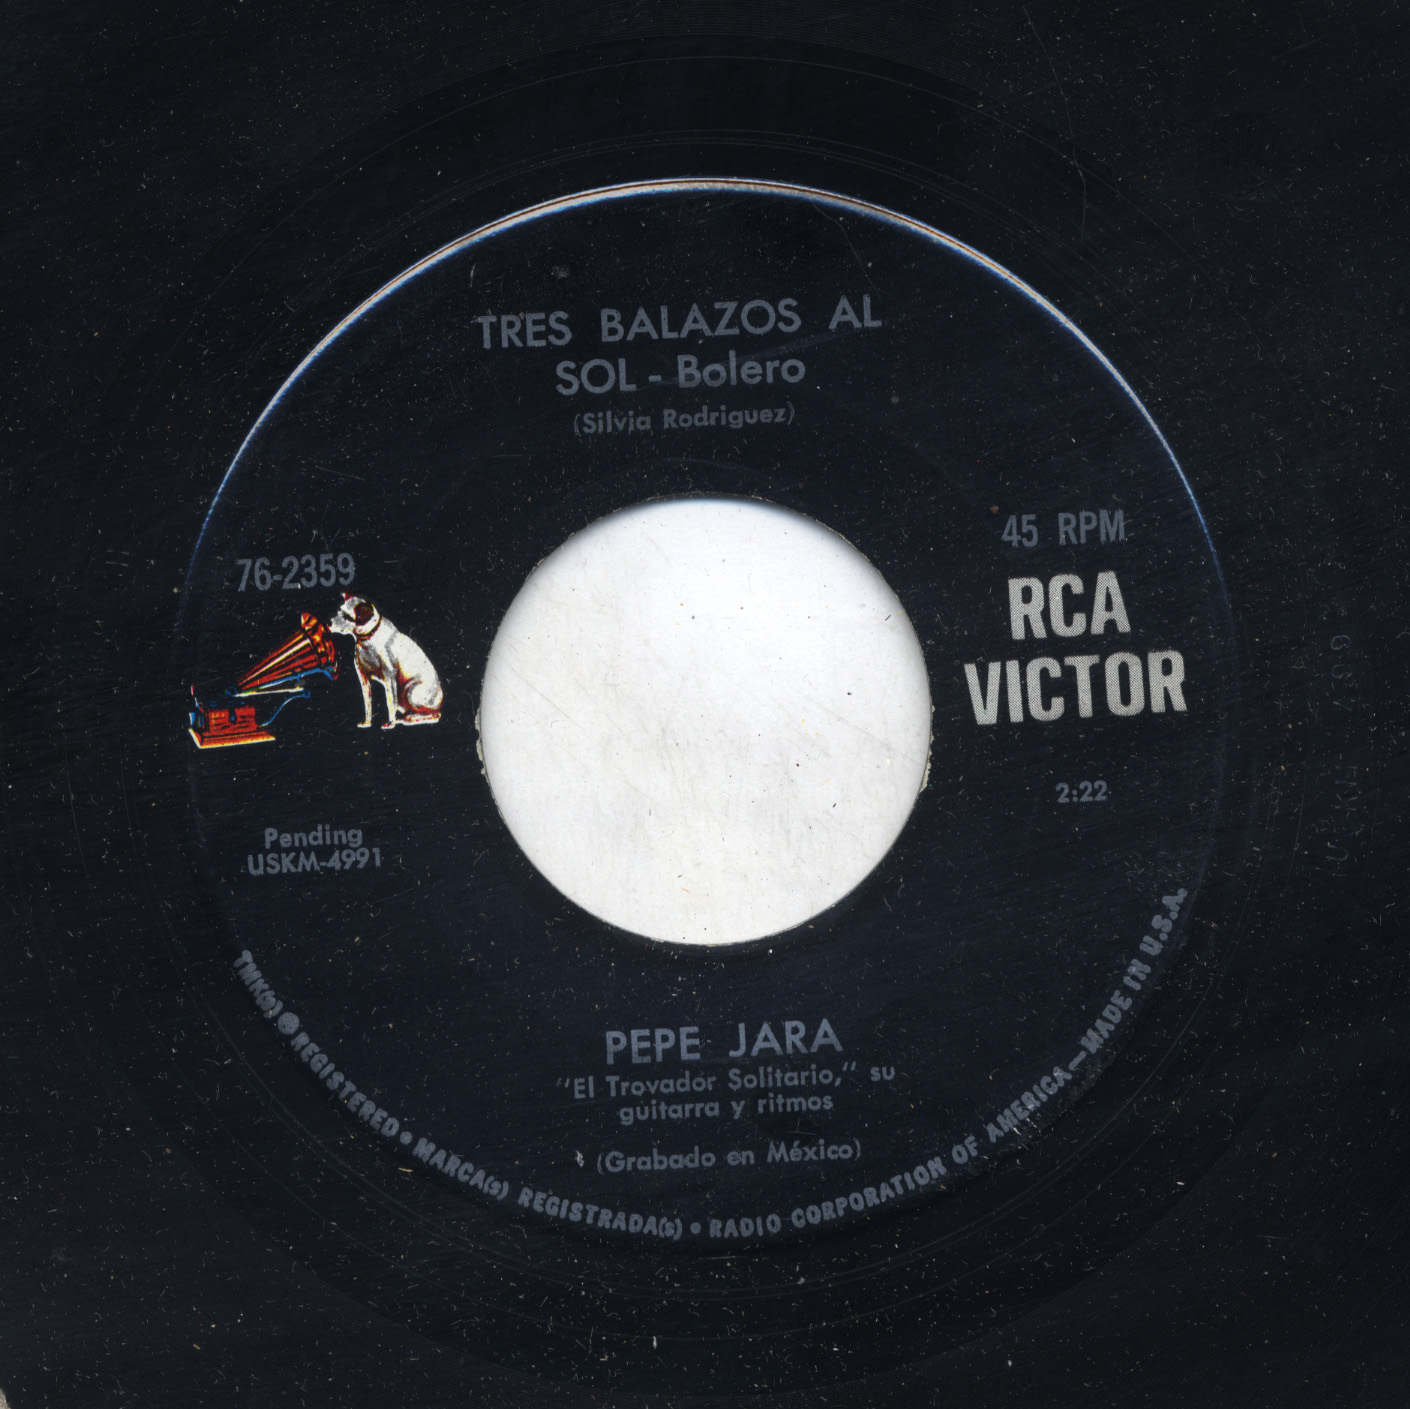 TRES BALAZOS AL
SOL - Bolero
(Silvia Rodriguez)
76-2359
45 RPM
RCA
VICTOR
2:22
Pending
USKM-4991
PEPE JARA
"El Trovador Solitario," su
guitarra y ritmos
(Grabado en México)
TMK(s) ® REGISTERED • MARCA(s) REGISTRADA(s) • RADIO CORPORATION OF AMERICA—MADE IN U.S.A.